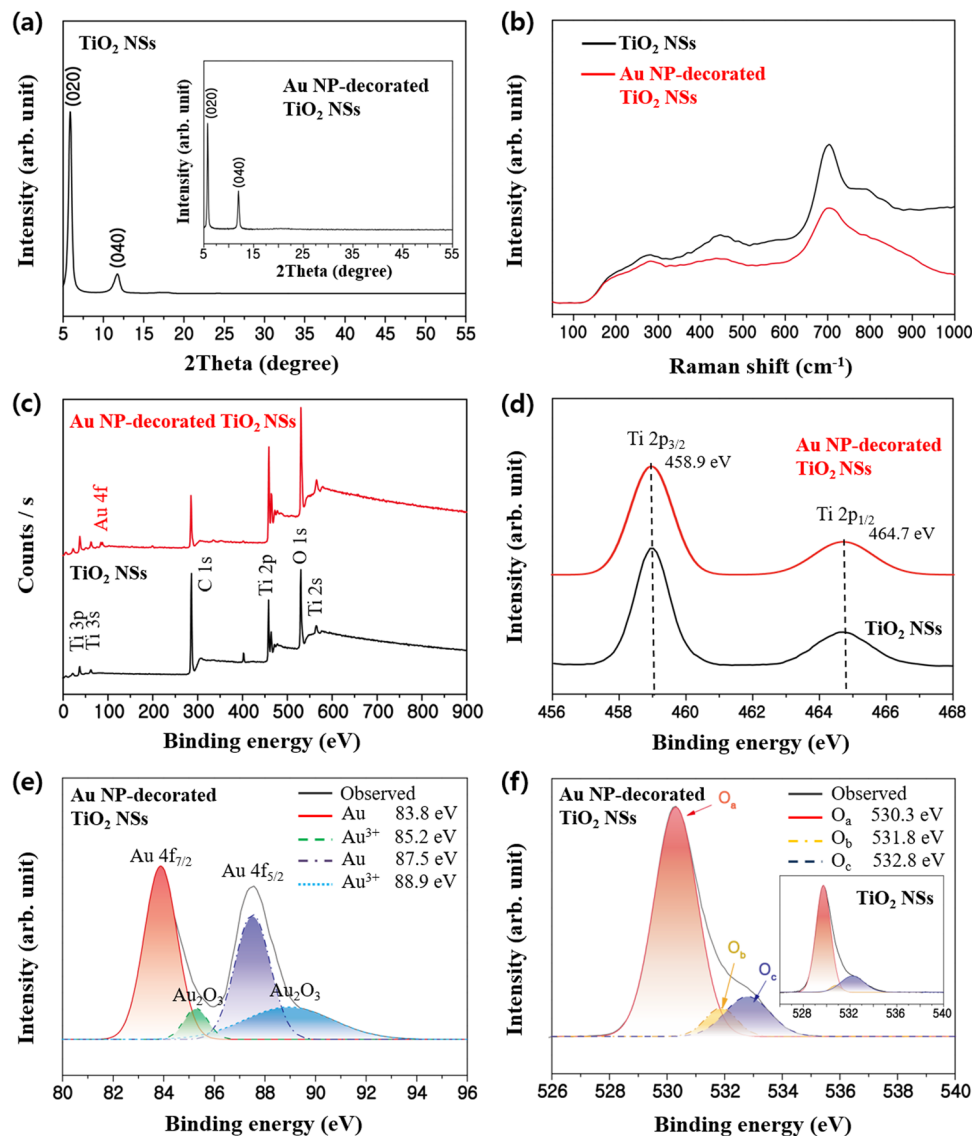 (a)
TiO2 NSs
(020)
(040)
Au NP-decorated
TiO2 NSs
(020)
(040)
Intensity (arb. unit)
5 15 25 35 45 55
2Theta (degree)
Intensity (arb. unit)
5 10 15 20 25 30 35 40 45 50 55
2Theta (degree)
(b)
TiO2 NSs
Au NP-decorated
TiO2 NSs
Intensity (arb. unit)
100 200 300 400 500 600 700 800 900 1000
Raman shift (cm-1)
(c)
Au NP-decorated TiO2 NSs
Au 4f
TiO2 NSs
Ti 3p
Ti 3s
C 1s
Ti 2p
O 1s
Ti 2s
Counts / s
0 100 200 300 400 500 600 700 800 900
Binding energy (eV)
(d)
Ti 2p3/2
458.9 eV
Au NP-decorated
TiO2 NSs
Ti 2p1/2
464.7 eV
TiO2 NSs
Intensity (arb. unit)
456 458 460 462 464 466 468
Binding energy (eV)
(e)
Au NP-decorated
TiO2 NSs
Observed
Au 83.8 eV
Au3+ 85.2 eV
Au 87.5 eV
Au3+ 88.9 eV
Au 4f7/2
Au 4f5/2
Au2O3
Au2O3
Intensity (arb. unit)
80 82 84 86 88 90 92 94 96
Binding energy (eV)
(f)
Au NP-decorated
TiO2 NSs
Oa
Observed
Oa 530.3 eV
Ob 531.8 eV
Oc 532.8 eV
Ob
Oc
TiO2 NSs
528 532 536 540
Intensity (arb. unit)
526 528 530 532 534 536 538 540
Binding energy (eV)